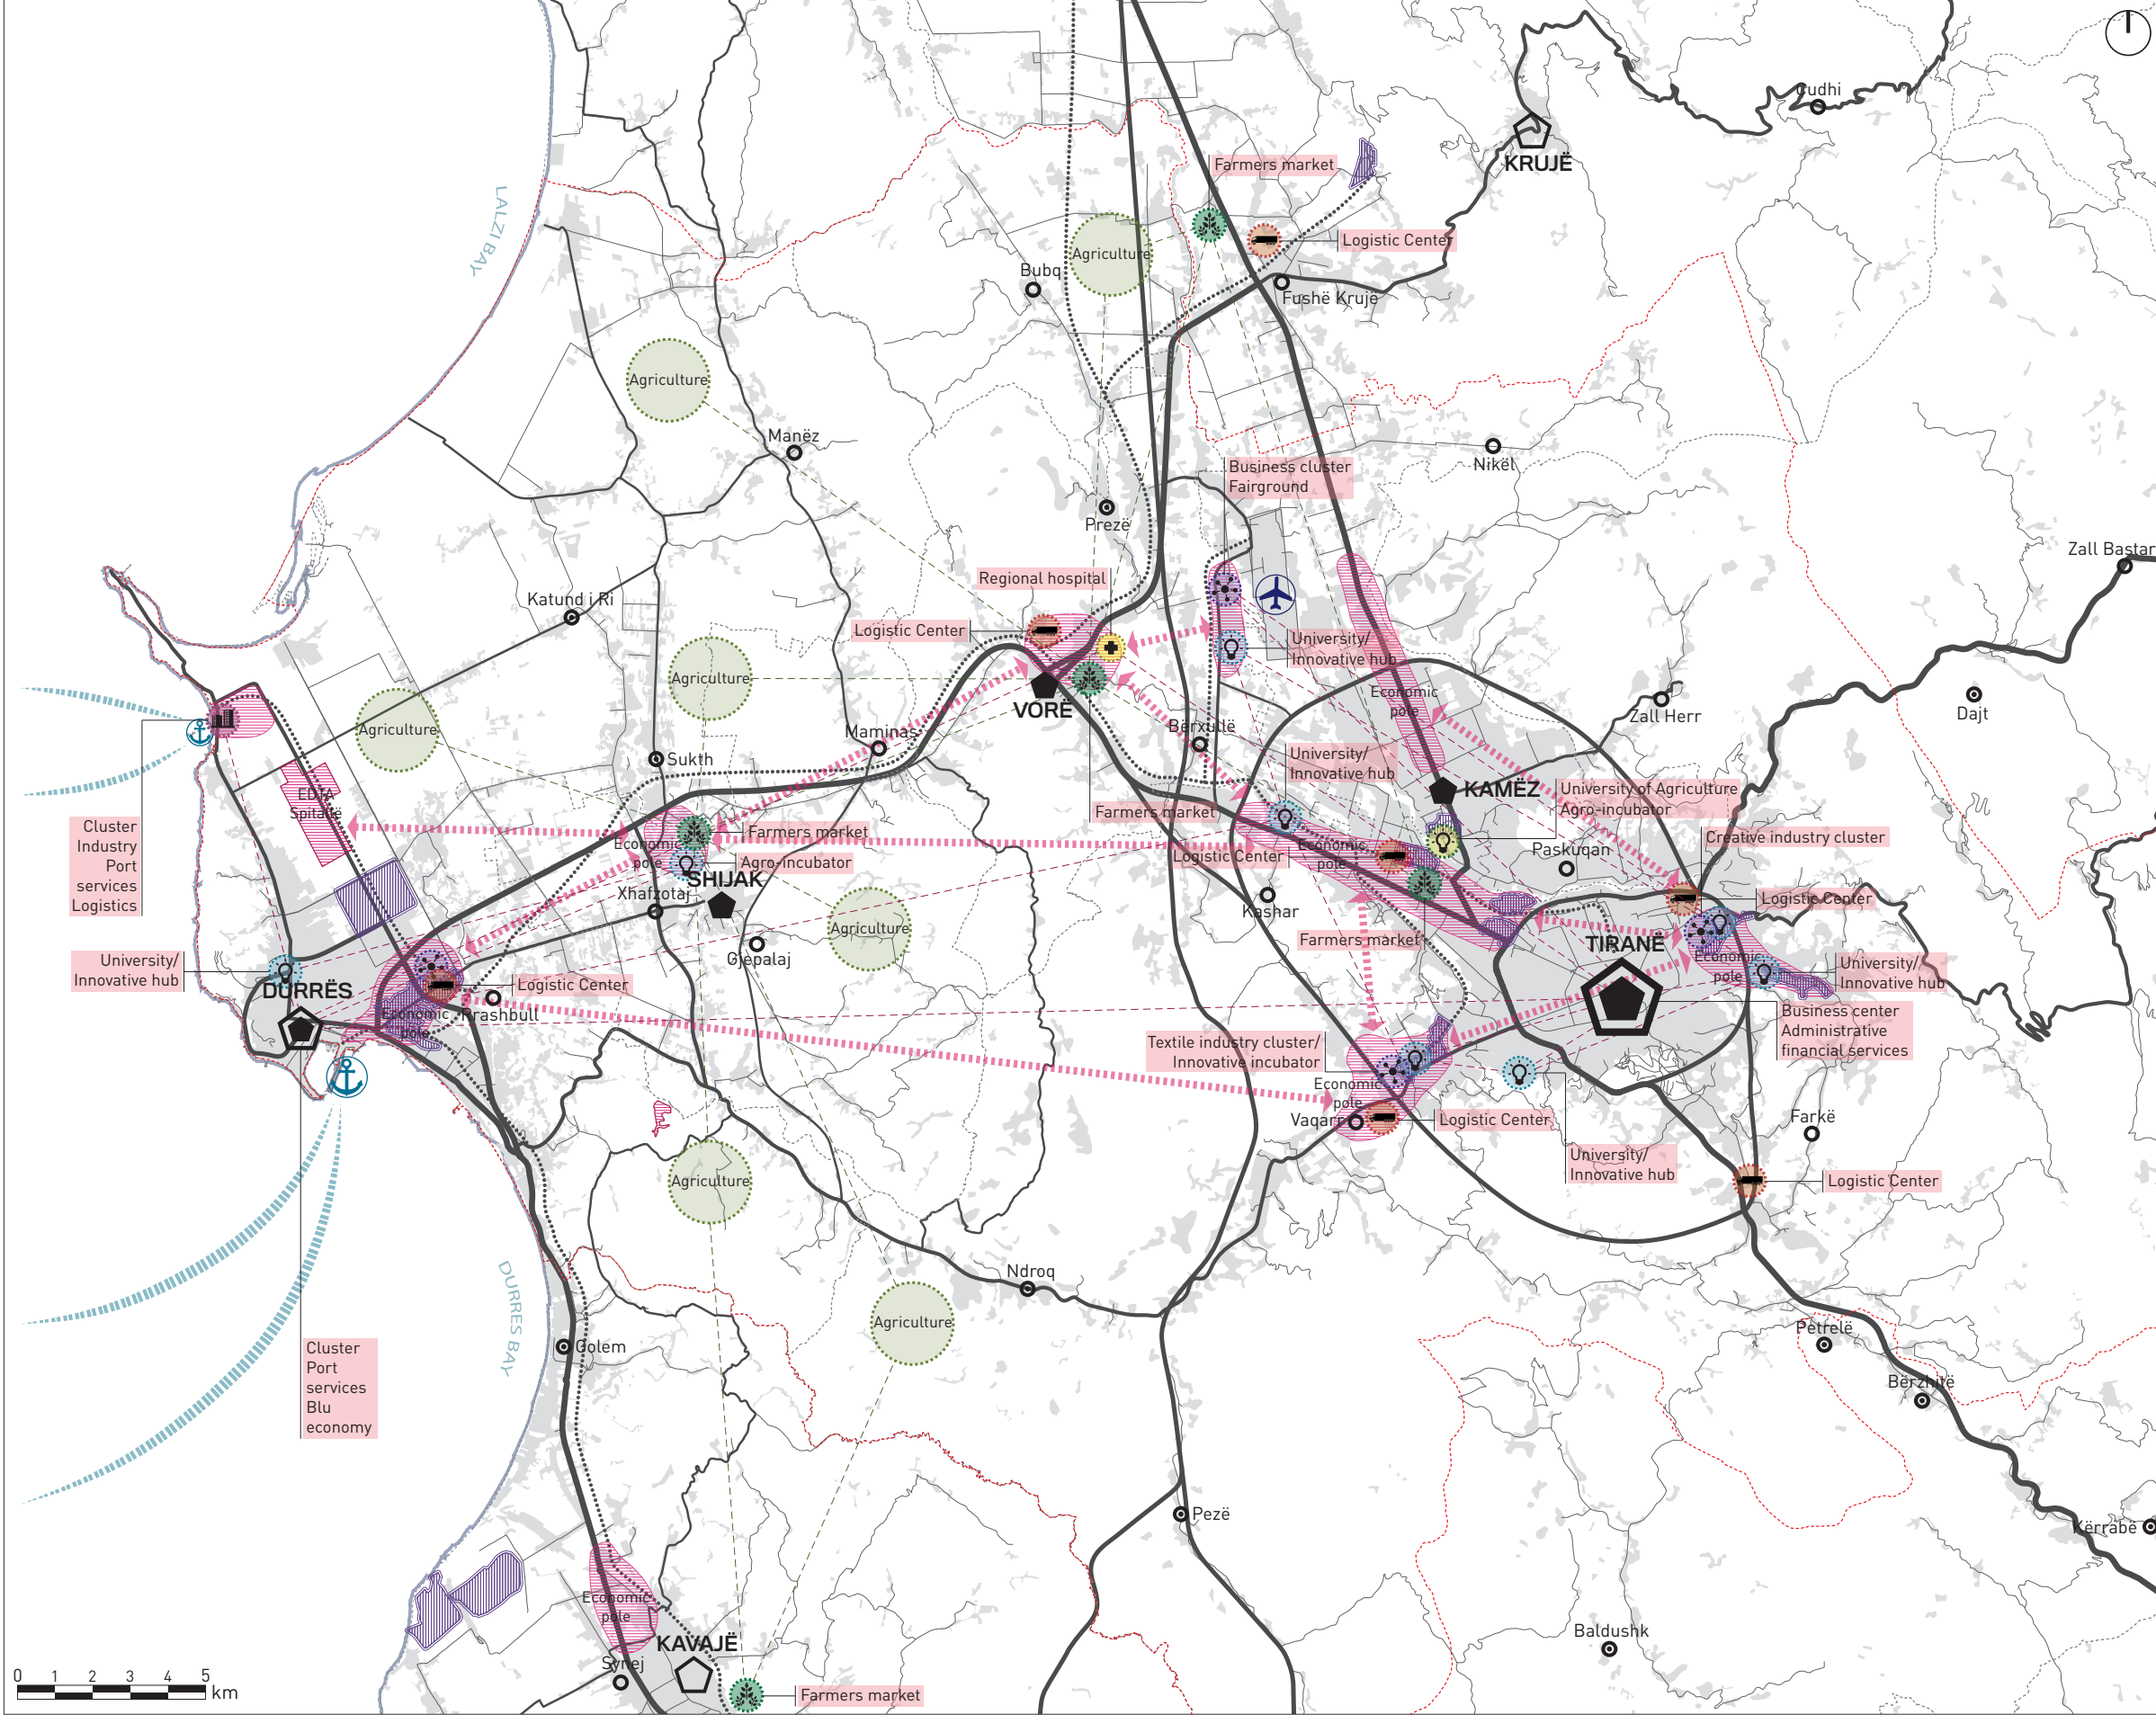 Cudhi
KRUJË
Farmers market
LALZI BAY
Agriculture
Logistic Center
Bubq
Fushë Krujë
Agriculture
Manëz
Nikël
Business cluster
Fairground
Prezë
Zall Bastar
Regional hospital
Katund i Ri
Logistic Center
University/
Innovative hub
Agriculture
Economic
pole
VORË
Zall Herr
Dajt
Agriculture
Maminas
Bërxullë
Sukth
University/
Innovative hub
KAMËZ
University of Agriculture
Agro-incubator
EDIA
Spitallë
Farmers market
Cluster
Industry
Port
services
Logistics
Farmers market
Economic
pole
Agro-incubator
SHIJAK
Xhafzotaj
Logistic Center
Economic
pole
Paskuqan
Creative industry cluster
Logistic Center
Kashar
Agriculture
Farmers market
TIRANË
Gjepalaj
Economic
pole
University/
Innovative hub
University/
Innovative hub
DURRËS
Logistic Center
Rrashbull
Economic
pole
Business center
Administrative
financial services
Textile industry cluster/
Innovative incubator
Economic
pole
Vaqarr
Logistic Center
Farkë
University/
Innovative hub
Logistic Center
Agriculture
DURRES BAY
Ndroq
Agriculture
Golem
Petrelë
Cluster
Port
services
Blu
economy
Bërzhitë
Pezë
Kërrabë
Economic
pole
KAVAJË
Synej
Baldushk
Farmers market
0 1 2 3 4 5
km